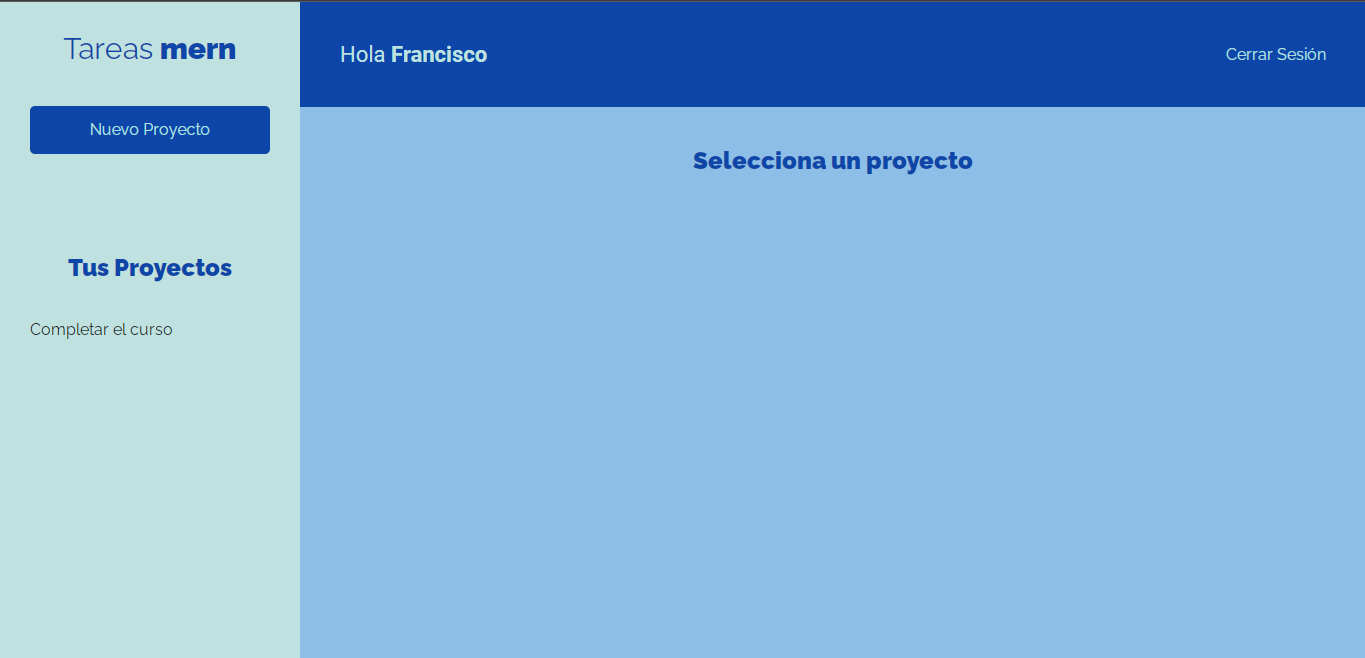 Tareas mern
Nuevo Proyecto
Tus Proyectos
Completar el curso
Hola Francisco
Cerrar Sesión
Selecciona un proyecto